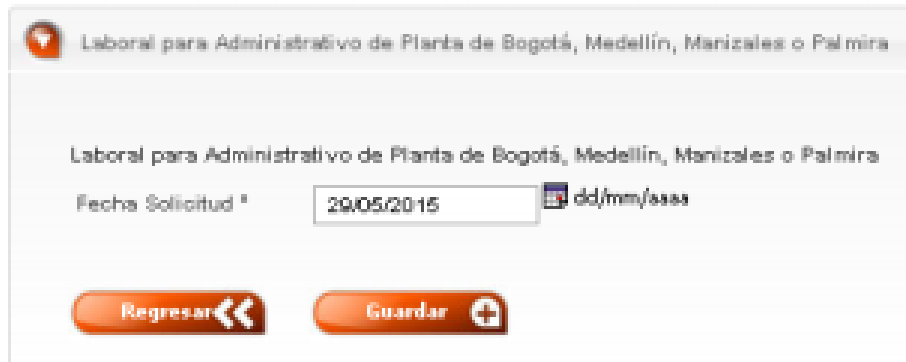 Laboral para Administrativo de Planta de Bogotá, Medellín, Manizales o Palmira
Laboral para Administrativo de Planta de Bogotá, Medellín, Manizales o Palmira
Fecha Solicitud * 29/05/2015 dd/mm/aaaa
Regresar Guardar